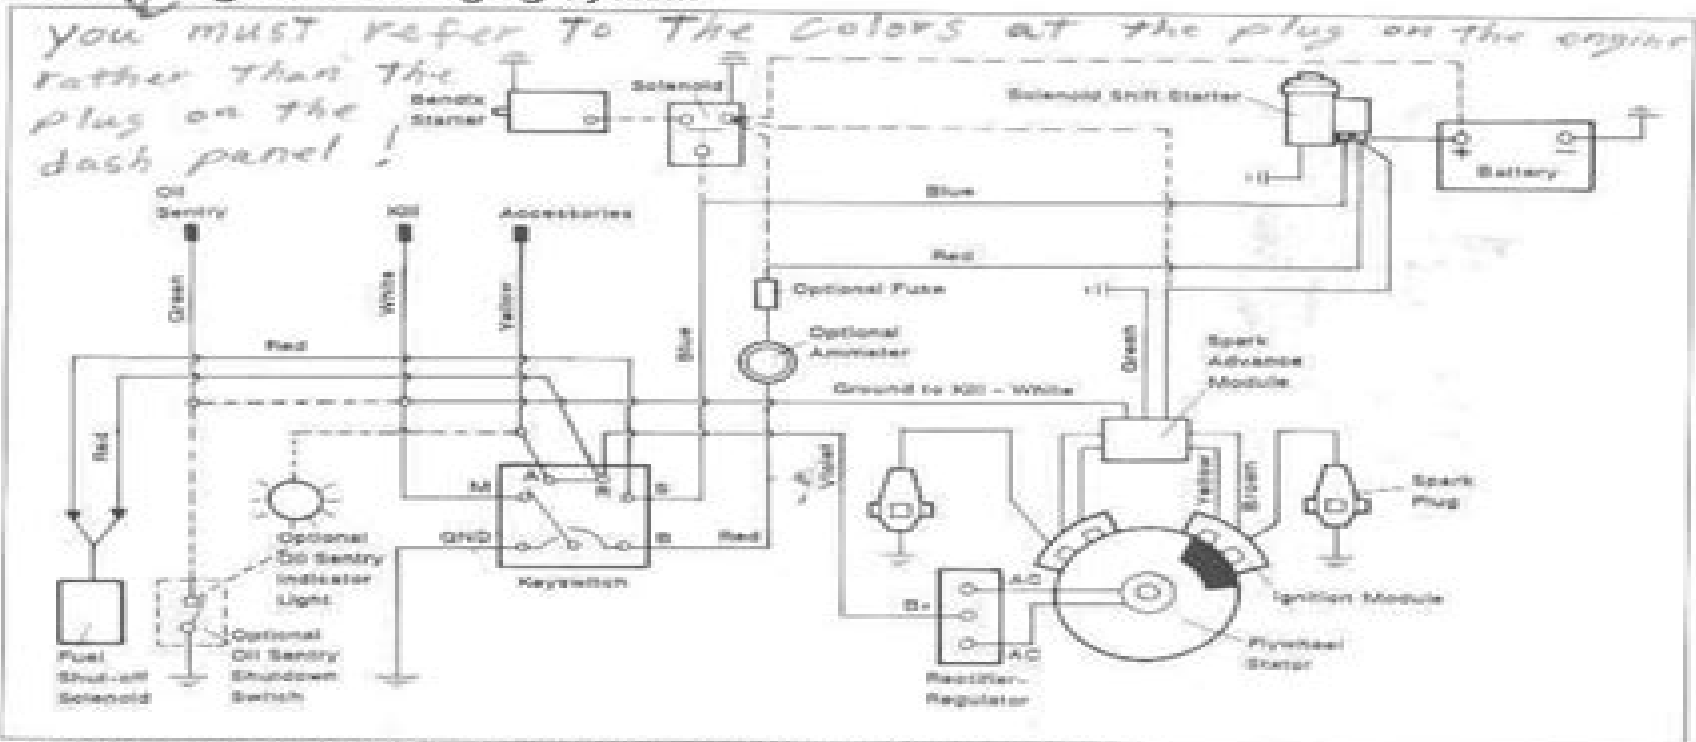 you must refer to the colors at the plug on the engine
rather than the
plug on the
dash panel !
Bendix
Starter
Solenoid
Solenoid Shift Starter
Battery
+
Oil
Sentry
Kill
Accessories
Blue
Red
Green
White
Yellow
Blue
Optional Fuse
Optional
Ammeter
Green
Spark
Advance
Module
Red
Red
Ground to Kill - White
Violet
Yellow
Brown
Spark
Plug
M
A
R
S
GND
B
Red
Keyswitch
Optional
Oil Sentry
Indicator
Light
Optional
Oil Sentry
Shutdown
Switch
Fuel
Shut-off
Solenoid
AC
B+
AC
Rectifier-
Regulator
Ignition Module
Flywheel
Stator